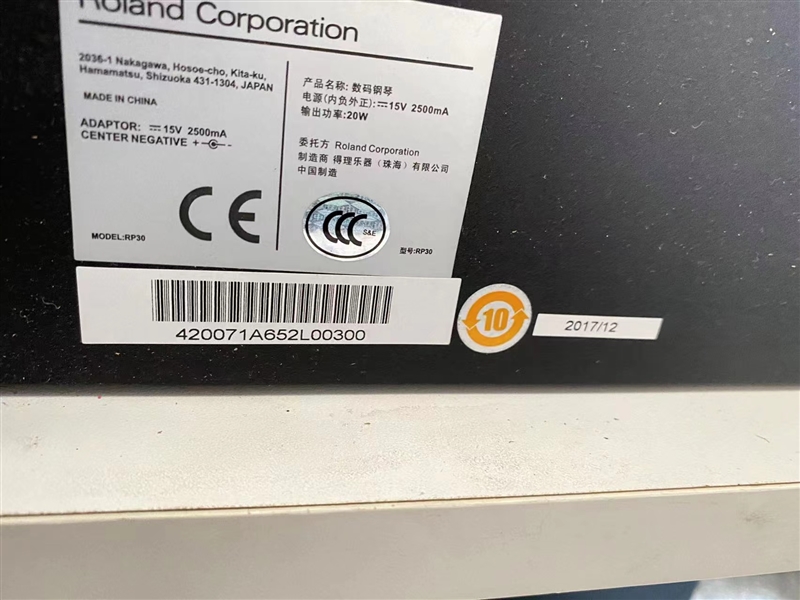 Roland Corporation
2036-1 Nakagawa, Hosoe-cho, Kita-ku,
Hamamatsu, Shizuoka 431-1304, JAPAN
MADE IN CHINA
ADAPTOR: ⎓15V 2500mA
CENTER NEGATIVE + -
CE
MODEL:RP30
产品名称: 数码钢琴
电源(内负外正):⎓15V 2500mA
输出功率:20W
委托方 Roland Corporation
制造商 得理乐器（珠海）有限公司
中国制造
CCC
S&E
型号:RP30
420071A652L00300
10
2017/12